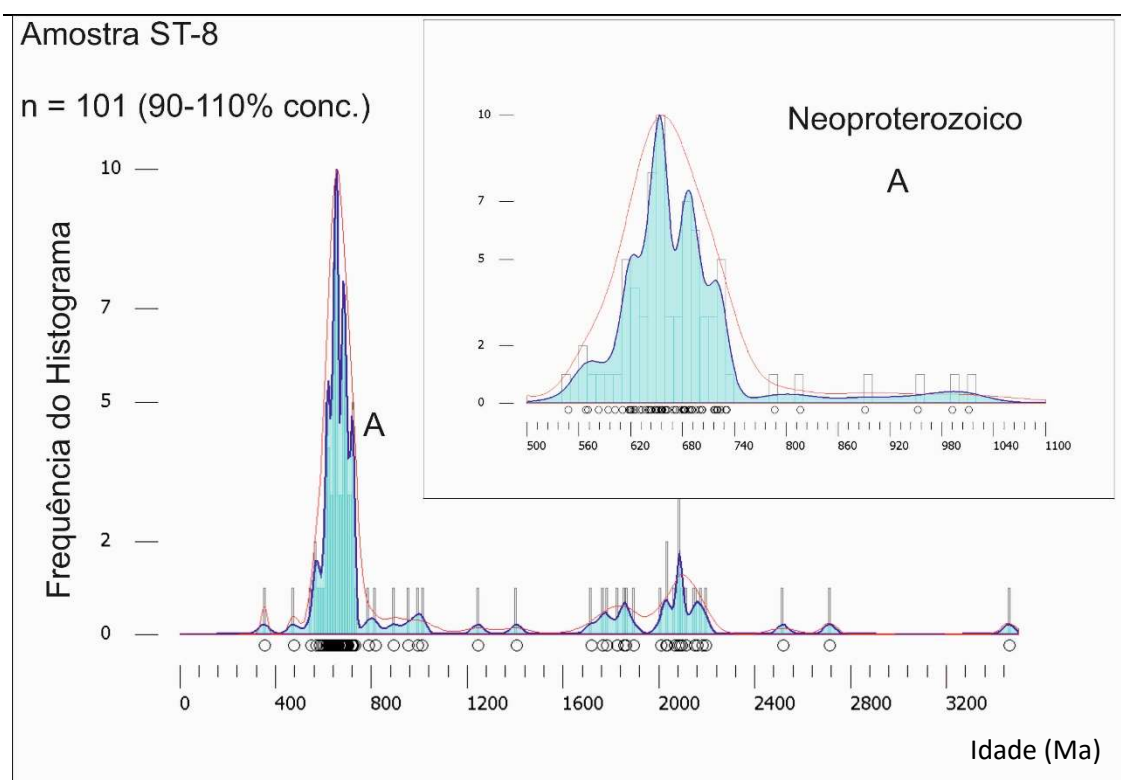 Amostra ST-8
n = 101 (90-110% conc.)
Neoproterozoico
A
10
7
5
2
0
500 560 620 680 740 800 860 920 980 1040 1100
Frequência do Histograma
10
7
5
2
0
A
0 400 800 1200 1600 2000 2400 2800 3200
Idade (Ma)